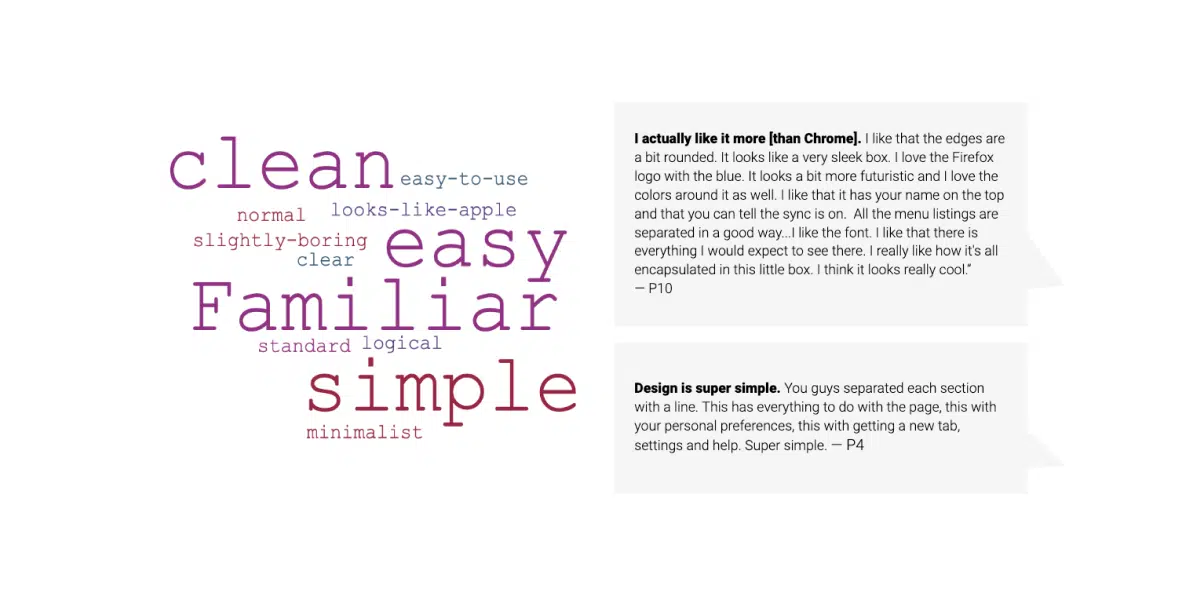 clean
easy-to-use
normal
looks-like-apple
slightly-boring
easy
clear
Familiar
standard
logical
simple
minimalist
I actually like it more [than Chrome]. I like that the edges are
a bit rounded. It looks like a very sleek box. I love the Firefox
logo with the blue. It looks a bit more futuristic and I love the
colors around it as well. I like that it has your name on the top
and that you can tell the sync is on.  All the menu listings are
separated in a good way...I like the font. I like that there is
everything I would expect to see there. I really like how it's all
encapsulated in this little box. I think it looks really cool.”
— P10
Design is super simple. You guys separated each section
with a line. This has everything to do with the page, this with
your personal preferences, this with getting a new tab,
settings and help. Super simple. — P4